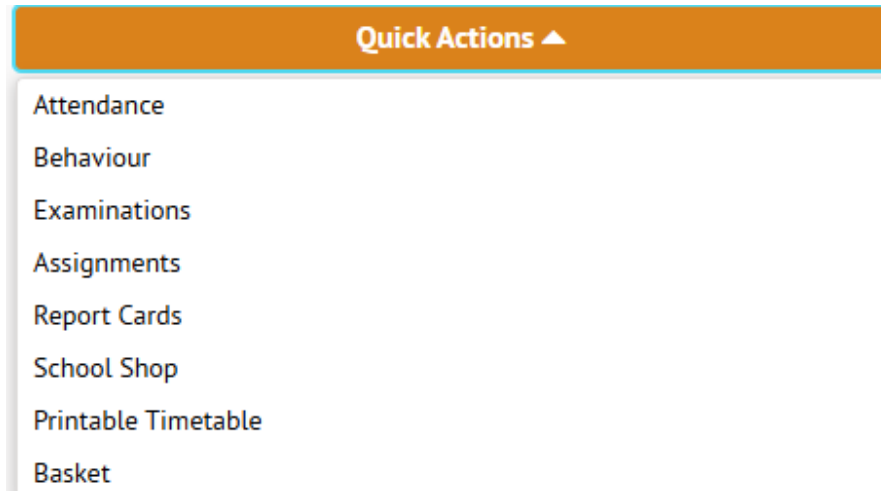 Quick Actions
Attendance
Behaviour
Examinations
Assignments
Report Cards
School Shop
Printable Timetable
Basket